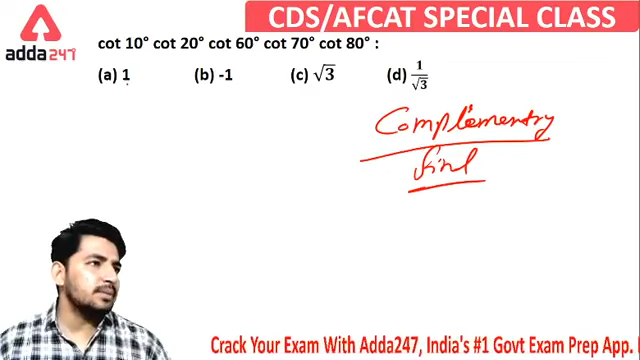 CDS/AFCAT SPECIAL CLASS
adda247
cot 10° cot 20° cot 60° cot 70° cot 80° :
(a) 1 (b) -1 (c) √3 (d) 1/√3
Complementry
find
Crack Your Exam With Adda247, India's #1 Govt Exam Prep App.